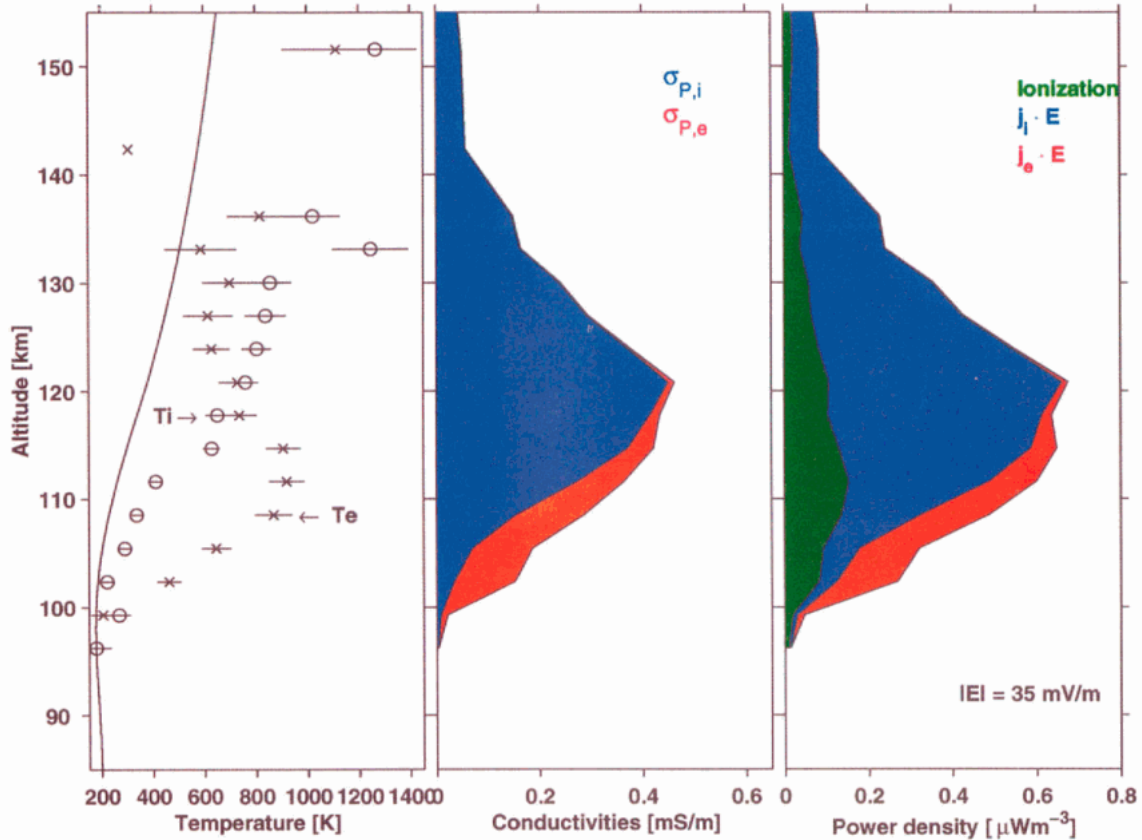 150
140
130
120
110
100
90
Altitude [km]
Ti →
← Te
200 400 600 800 1000 1200 1400
Temperature [K]
σP,i
σP,e
0 0.2 0.4 0.6
Conductivities [mS/m]
Ionization
ji · E
je · E
|E| = 35 mV/m
0 0.2 0.4 0.6 0.8
Power density [ μWm−3]